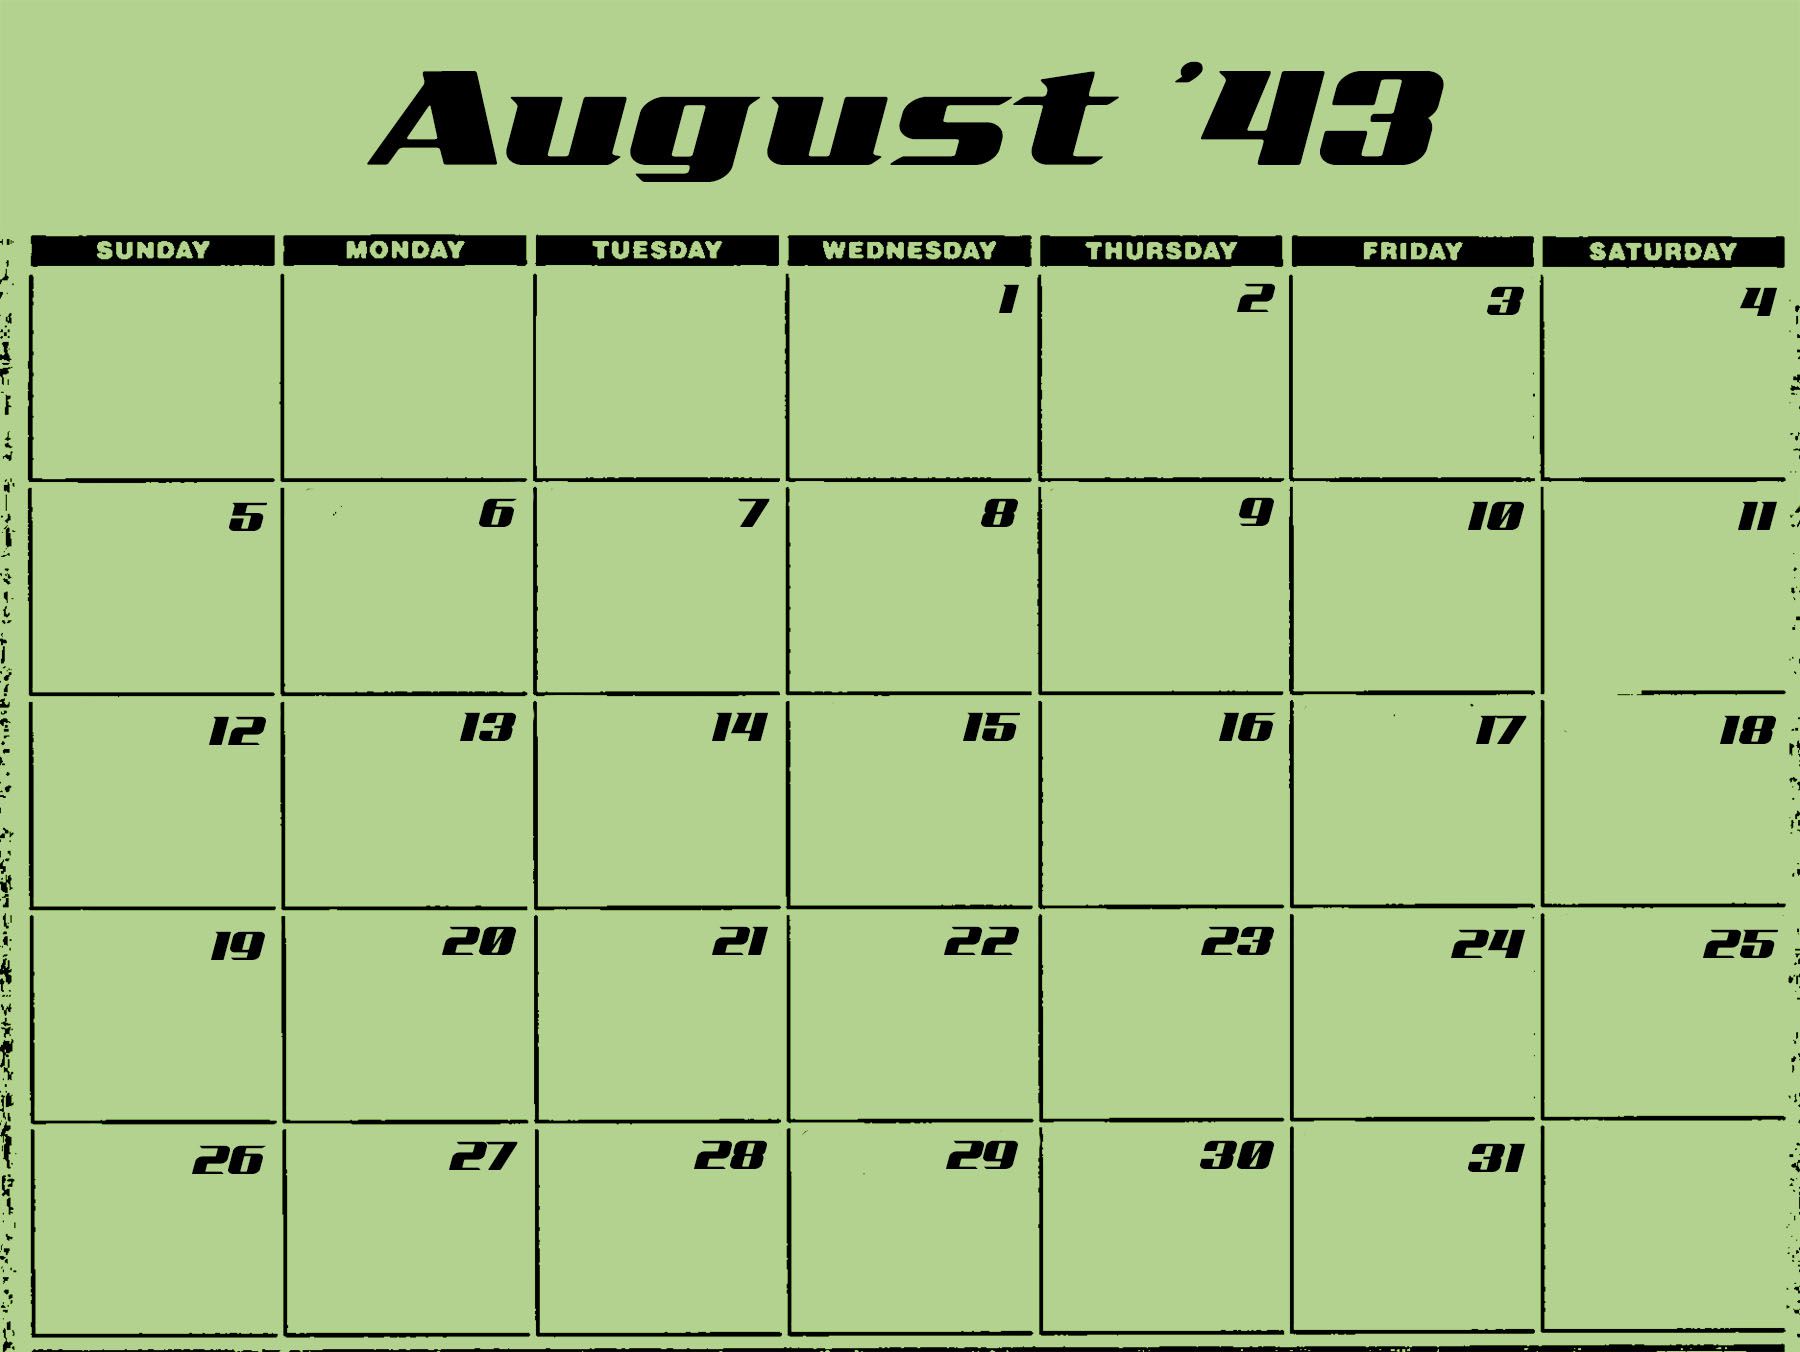 August '43
SUNDAY MONDAY TUESDAY WEDNESDAY THURSDAY FRIDAY SATURDAY
1 2 3 4
5 6 7 8 9 10 11
12 13 14 15 16 17 18
19 20 21 22 23 24 25
26 27 28 29 30 31